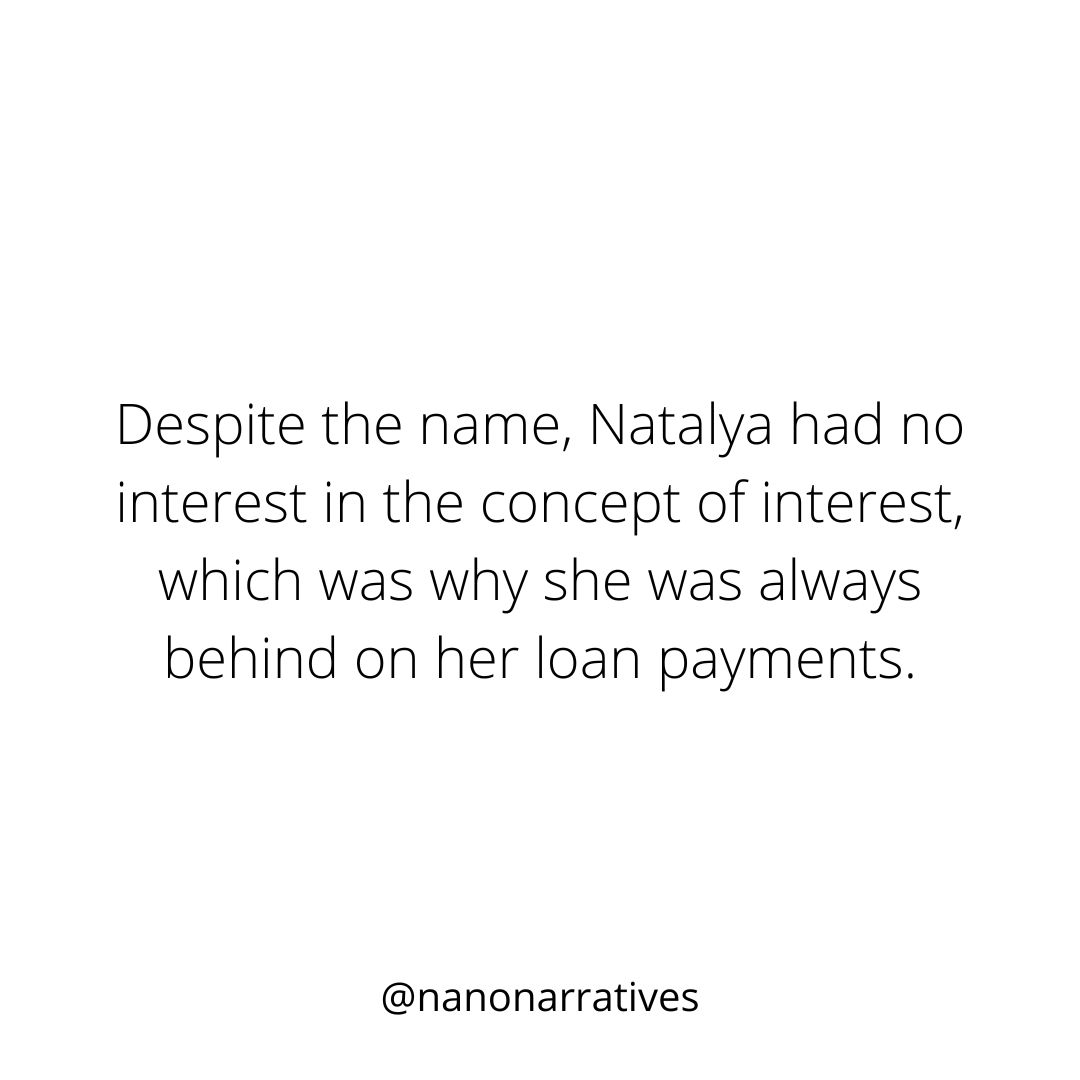 Despite the name, Natalya had no
interest in the concept of interest,
which was why she was always
behind on her loan payments.
@nanonarratives